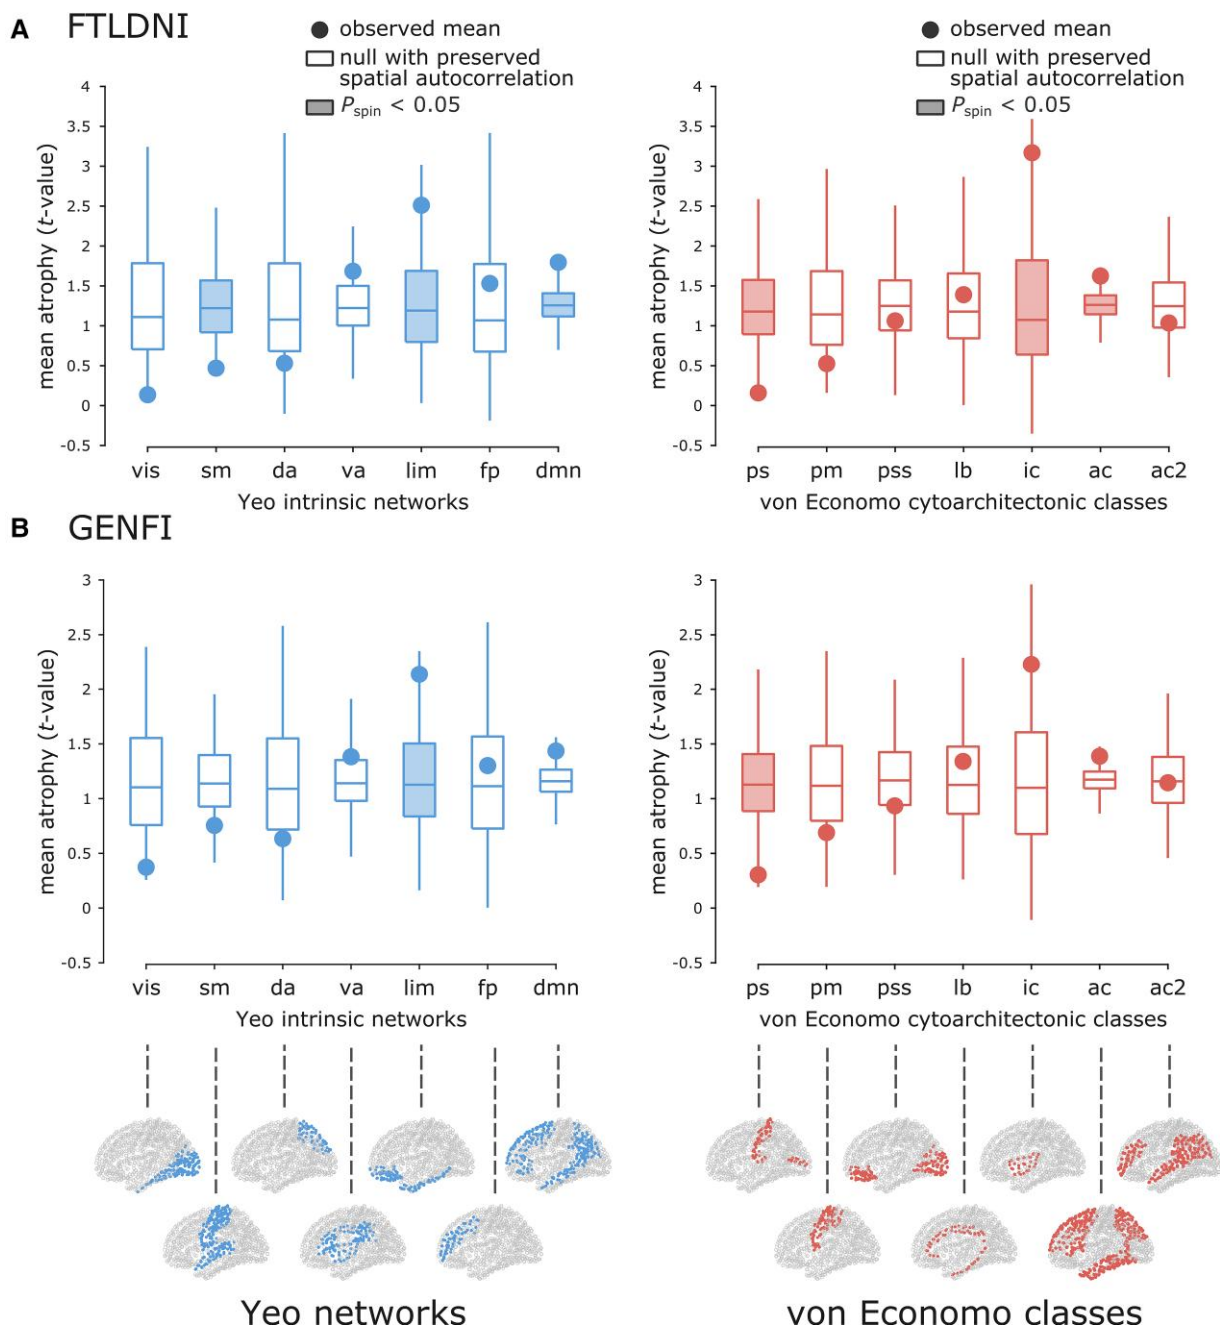 A FTLDNI
observed mean
null with preserved
spatial autocorrelation
Pspin < 0.05
4
3.5
3
2.5
2
1.5
1
0.5
0
-0.5
mean atrophy (t-value)
vis sm da va lim fp dmn
Yeo intrinsic networks
observed mean
null with preserved
spatial autocorrelation
Pspin < 0.05
4
3.5
3
2.5
2
1.5
1
0.5
0
-0.5
mean atrophy (t-value)
ps pm pss lb ic ac ac2
von Economo cytoarchitectonic classes
B GENFI
3
2.5
2
1.5
1
0.5
0
-0.5
mean atrophy (t-value)
vis sm da va lim fp dmn
Yeo intrinsic networks
3
2.5
2
1.5
1
0.5
0
-0.5
mean atrophy (t-value)
ps pm pss lb ic ac ac2
von Economo cytoarchitectonic classes
Yeo networks
von Economo classes